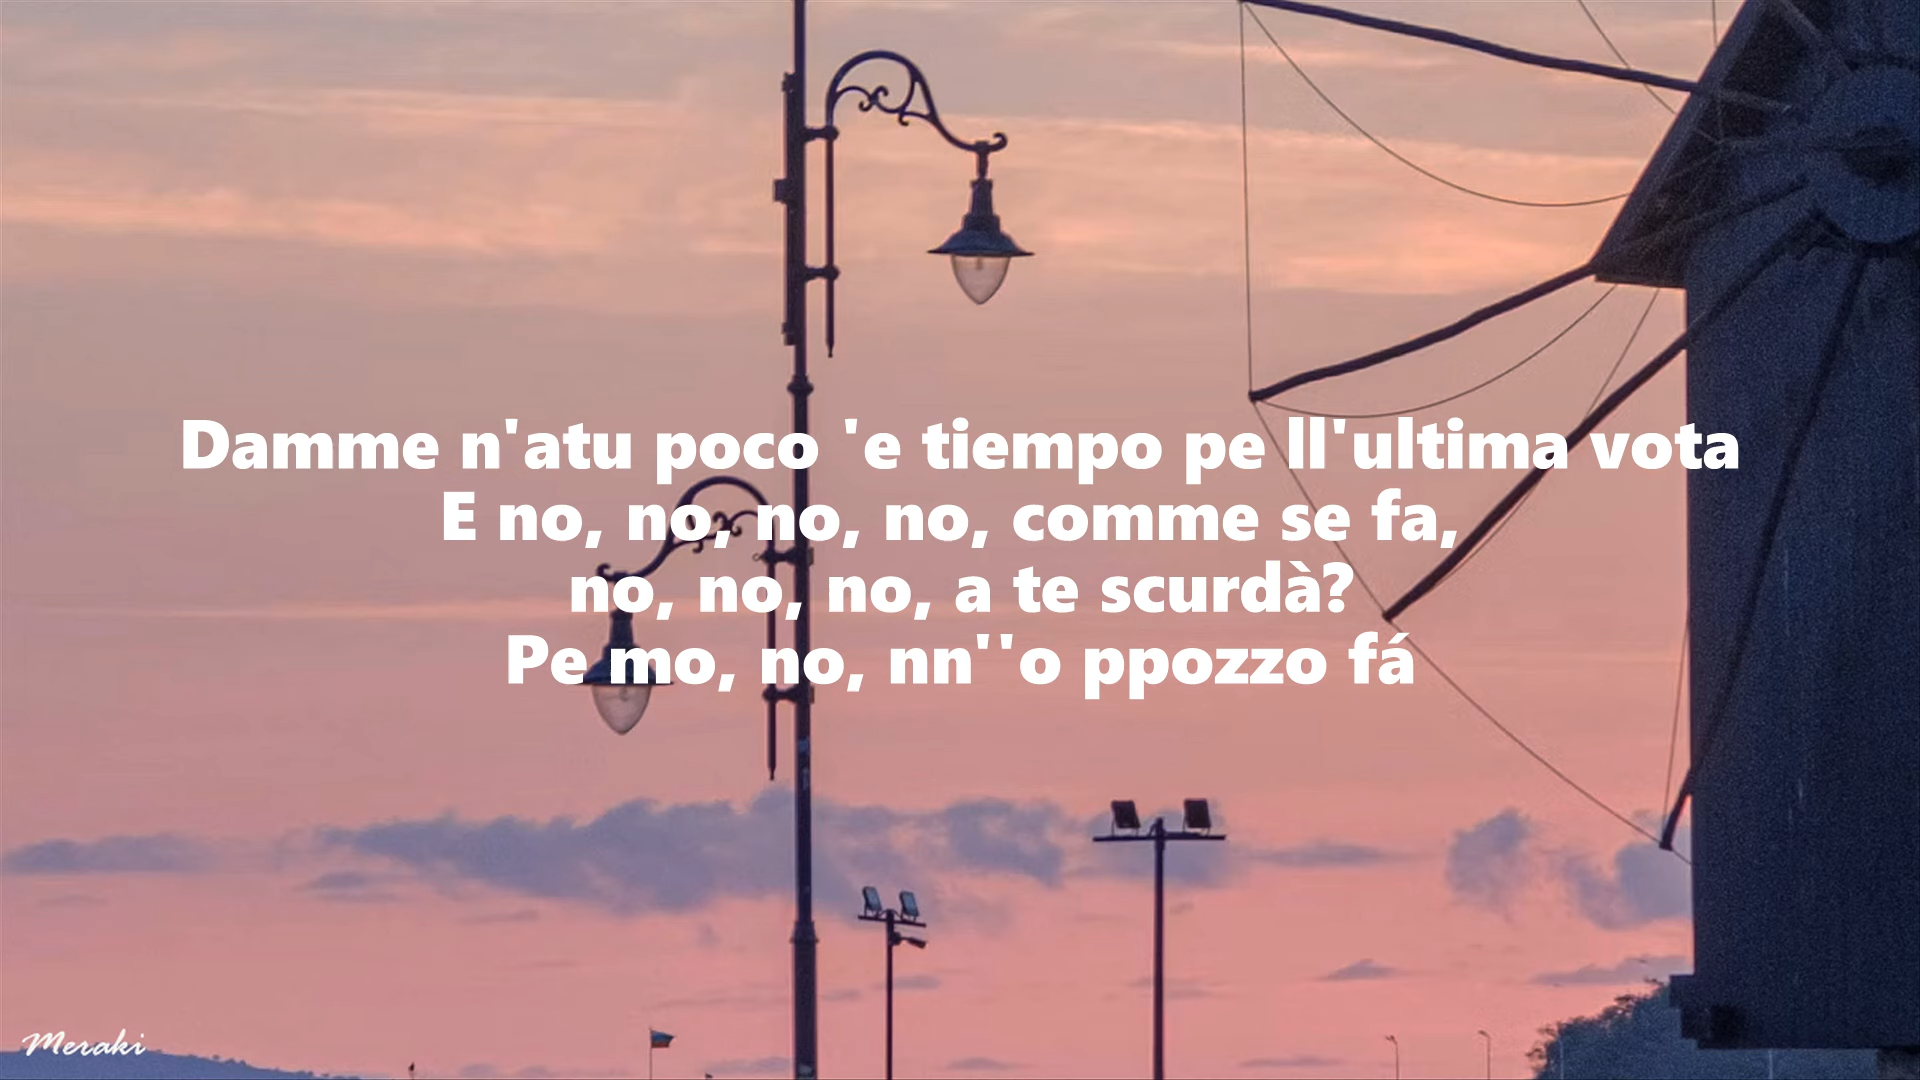 Damme n'atu poco 'e tiempo pe ll'ultima vota
E no, no, no, no, comme se fa,
no, no, no, a te scurdà?
Pe mo, no, nn''o ppozzo fá
Meraki